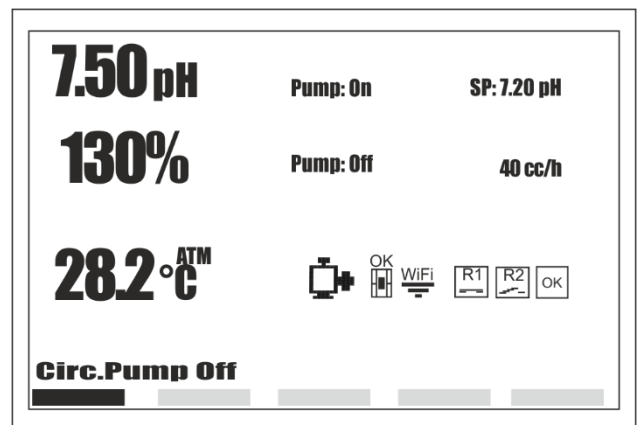 7.50 pH Pump: On SP: 7.20 pH
130% Pump: Off 40 cc/h
28.2 °C ATM OK WiFi R1 R2 OK
Circ.Pump Off